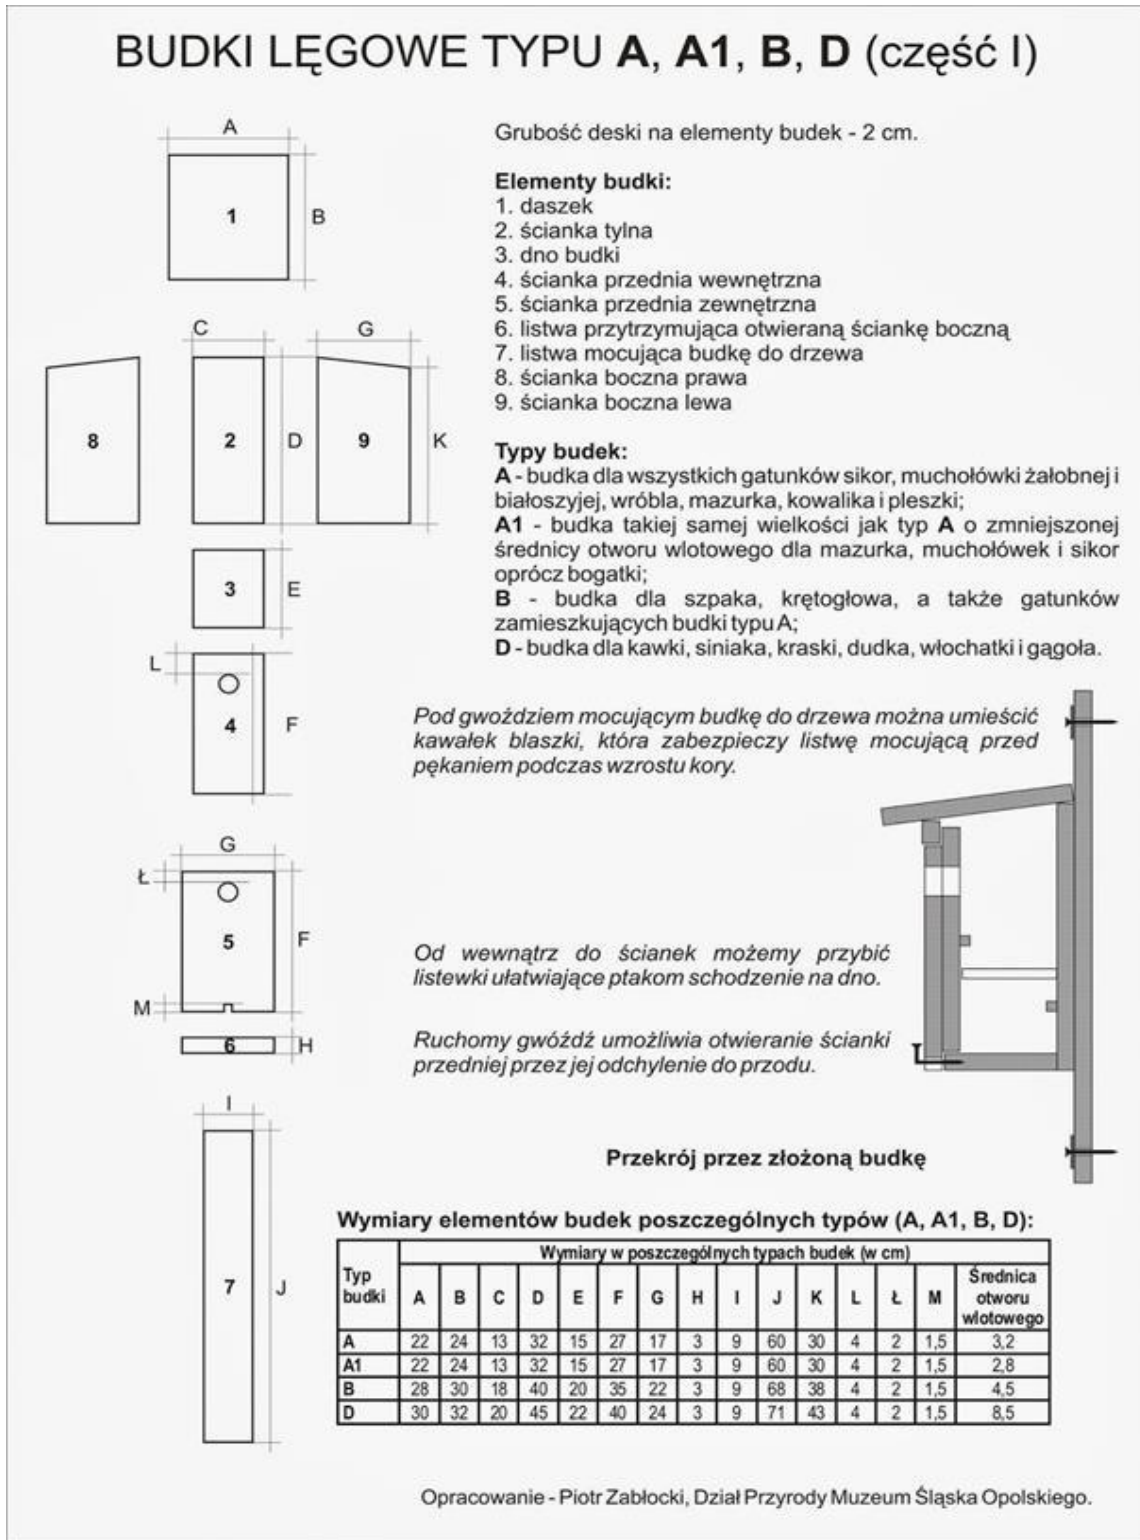 BUDKI LĘGOWE TYPU A, A1, B, D (część I)
A
1
B
Grubość deski na elementy budek - 2 cm.
Elementy budki:
1. daszek
2. ścianka tylna
3. dno budki
4. ścianka przednia wewnętrzna
5. ścianka przednia zewnętrzna
6. listwa przytrzymująca otwieraną ściankę boczną
7. listwa mocująca budkę do drzewa
8. ścianka boczna prawa
9. ścianka boczna lewa
C
G
8
2
D
9
K
3
E
L
4
F
G
Ł
5
F
M
6
H
I
7
J
Typy budek:
A - budka dla wszystkich gatunków sikor, muchołówki żałobnej i
białoszyjej, wróbla, mazurka, kowalika i pleszki;
A1 - budka takiej samej wielkości jak typ A o zmniejszonej
średnicy otworu wlotowego dla mazurka, muchołówek i sikor
oprócz bogatki;
B - budka dla szpaka, krętogłowa, a także gatunków
zamieszkujących budki typu A;
D - budka dla kawki, siniaka, kraski, dudka, włochatki i gągoła.
Pod gwoździem mocującym budkę do drzewa można umieścić
kawałek blaszki, która zabezpieczy listwę mocującą przed
pękaniem podczas wzrostu kory.
Od wewnątrz do ścianek możemy przybić
listewki ułatwiające ptakom schodzenie na dno.
Ruchomy gwóźdź umożliwia otwieranie ścianki
przedniej przez jej odchylenie do przodu.
Przekrój przez złożoną budkę
Wymiary elementów budek poszczególnych typów (A, A1, B, D):
Typ budki Wymiary w poszczególnych typach budek (w cm)
A B C D E F G H I J K L Ł M Średnica otworu wlotowego
A 22 24 13 32 15 27 17 3 9 60 30 4 2 1,5 3,2
A1 22 24 13 32 15 27 17 3 9 60 30 4 2 1,5 2,8
B 28 30 18 40 20 35 22 3 9 68 38 4 2 1,5 4,5
D 30 32 20 45 22 40 24 3 9 71 43 4 2 1,5 8,5
Opracowanie - Piotr Zabłocki, Dział Przyrody Muzeum Śląska Opolskiego.